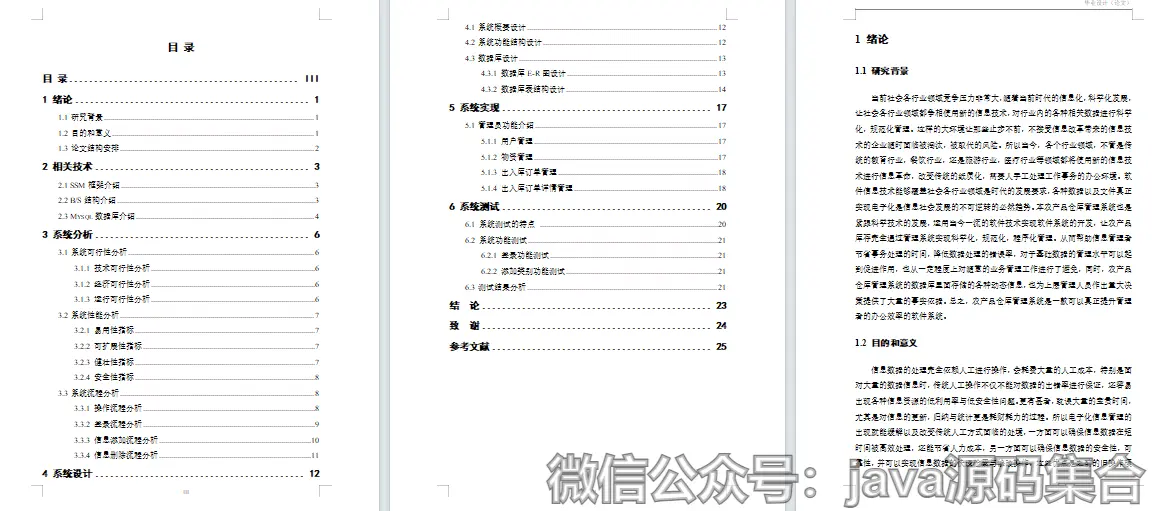 目 录
目 录 III
1 绪论 1
1.1 研究背景 1
1.2 目的和意义 1
1.3 论文结构安排 2
2 相关技术 3
2.1 SSM 框架介绍 3
2.2 B/S 结构介绍 3
2.3 Mysql 数据库介绍 4
3 系统分析 6
3.1 系统可行性分析 6
3.1.1 技术可行性分析 6
3.1.2 经济可行性分析 6
3.1.3 运行可行性分析 6
3.2 系统性能分析 7
3.2.1 易用性指标 7
3.2.2 可扩展性指标 7
3.2.3 健壮性指标 7
3.2.4 安全性指标 8
3.3 系统流程分析 8
3.3.1 操作流程分析 8
3.3.2 登录流程分析 9
3.3.3 信息添加流程分析 10
3.3.4 信息删除流程分析 11
4 系统设计 12
4.1 系统概要设计 12
4.2 系统功能结构设计 12
4.3 数据库设计 13
4.3.1 数据库 E-R 图设计 13
4.3.2 数据库表结构设计 14
5 系统实现 17
5.1 管理员功能介绍 17
5.1.1 用户管理 17
5.1.2 物资管理 17
5.1.3 出入库订单管理 18
5.1.4 出入库订单详情管理 18
6 系统测试 20
6.1 系统测试的特点 20
6.2 系统功能测试 21
6.2.1 登录功能测试 21
6.2.2 添加类别功能测试 21
6.3 测试结果分析 21
结 论 23
致 谢 24
参考文献 25
毕业设计（论文）
1 绪论
1.1 研究背景
当前社会各行业领域竞争压力非常大，随着当前时代的信息化，科学化发展，
让社会各行业领域都争相使用新的信息技术，对行业内的各种相关数据进行科学
化，规范化管理。这样的大环境让那些止步不前，不接受信息改革带来的信息技
术的企业随时面临被淘汰，被取代的风险。所以当今，各个行业领域，不管是传
统的教育行业，餐饮行业，还是旅游行业，医疗行业等领域都将使用新的信息技
术进行信息革命，改变传统的纸质化，需要人手工处理工作事务的办公环境。软
件信息技术能够覆盖社会各行业领域是时代的发展要求，各种数据以及文件真正
实现电子化是信息社会发展的不可逆转的必然趋势。本农产品仓库管理系统也是
紧跟科学技术的发展，运用当今一流的软件技术实现软件系统的开发，让农产品
库存完全通过管理系统实现科学化，规范化，程序化管理。从而帮助信息管理者
节省事务处理的时间，降低数据处理的错误率，对于基础数据的管理水平可以起
到促进作用，也从一定程度上对随意的业务管理工作进行了避免，同时，农产品
仓库管理系统的数据库里面存储的各种动态信息，也为上层管理人员作出重大决
策提供了大量的事实依据。总之，农产品仓库管理系统是一款可以真正提升管理
者的办公效率的软件系统。
1.2 目的和意义
信息数据的处理完全依赖人工进行操作，会耗费大量的人工成本，特别是面
对大量的数据信息时，传统人工操作不仅不能对数据的出错率进行保证，还容易
出现各种信息资源的低利用率与低安全性问题。更有甚者，耽误大量的宝贵时间，
尤其是对信息的更新，归纳与统计更是耗财耗力的过程。所以电子化信息管理的
出现就能缓解以及改变传统人工方式面临的处境，一方面可以确保信息数据在短
时间被高效处理，还能节省人力成本，另一方面可以确保信息数据的安全性，可
靠性，并可以实现信息数据的
微信公众号：java源码集合